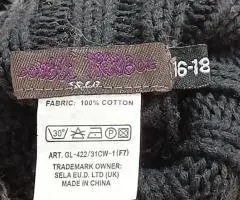 16-18
FABRIC: 100% COTTON
30°
ART. GL-422/31CW-1(F7)
TRADEMARK OWNER:
SELA EU.D. LTD (UK)
MADE IN CHINA